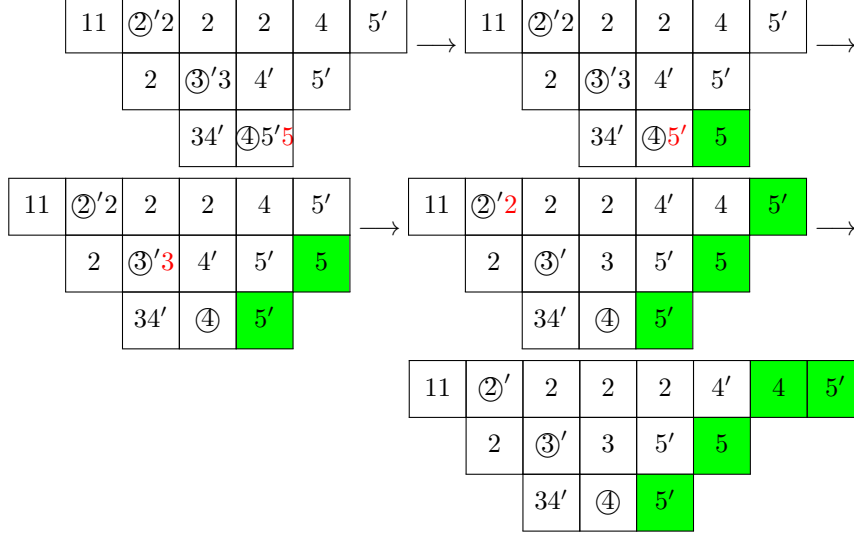 11 ②′2 2 2 4 5′ ⟶ 11 ②′2 2 2 4 5′ ⟶
2 ③′3 4′ 5′ 2 ③′3 4′ 5′
34′ ④5′5 34′ ④5′ 5
11 ②′2 2 2 4 5′ ⟶ 11 ②′2 2 2 4′ 4 5′ ⟶
2 ③′3 4′ 5′ 5 2 ③′ 3 5′ 5
34′ ④ 5′ 34′ ④ 5′
11 ②′ 2 2 2 4′ 4 5′
2 ③′ 3 5′ 5
34′ ④ 5′